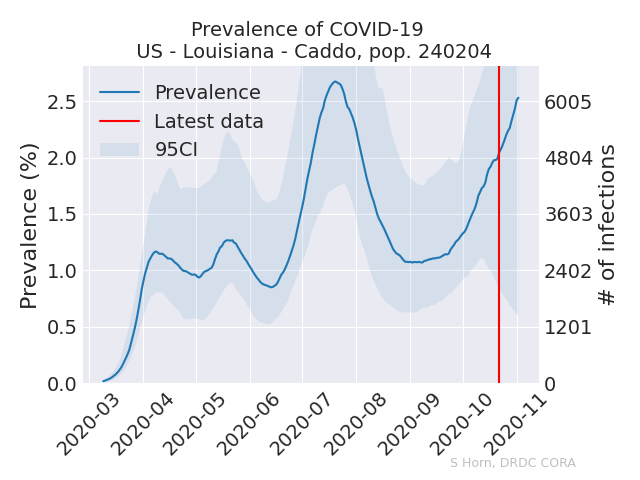 Prevalence of COVID-19
US - Louisiana - Caddo, pop. 240204
Prevalence
Latest data
95CI
Prevalence (%)
2.5
2.0
1.5
1.0
0.5
0.0
6005
4804
3603
2402
1201
0
# of infections
2020-03
2020-04
2020-05
2020-06
2020-07
2020-08
2020-09
2020-10
2020-11
S Horn, DRDC CORA